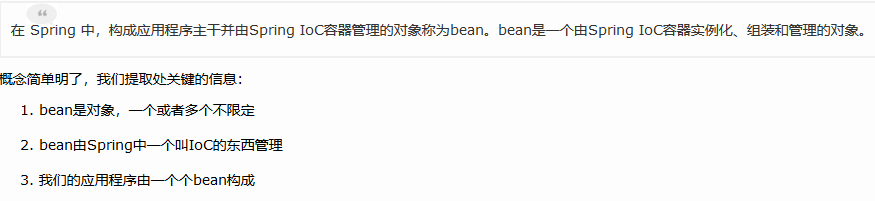 在 Spring 中，构成应用程序主干并由Spring IoC容器管理的对象称为bean。bean是一个由Spring IoC容器实例化、组装和管理的对象。
概念简单明了，我们提取处关键的信息：
1. bean是对象，一个或者多个不限定
2. bean由Spring中一个叫IoC的东西管理
3. 我们的应用程序由一个个bean构成